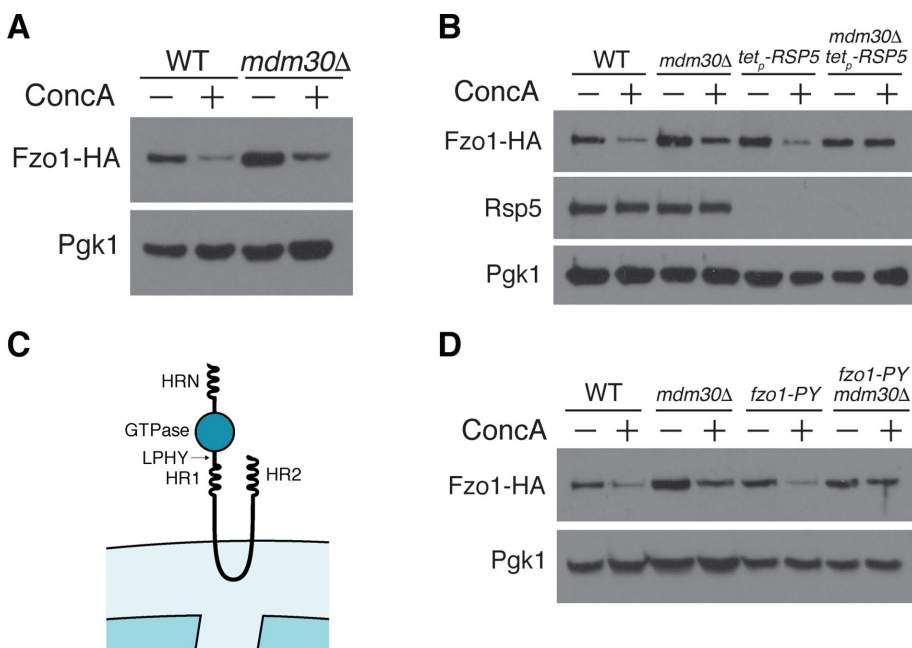 A
WT mdm30Δ
ConcA − + − +
Fzo1-HA
Pgk1
B
mdm30Δ
WT mdm30Δ tetp-RSP5 tetp-RSP5
ConcA − + − + − + − +
Fzo1-HA
Rsp5
Pgk1
C
HRN
GTPase
LPHY
HR1 HR2
D
fzo1-PY
WT mdm30Δ fzo1-PY mdm30Δ
ConcA − + − + − + − +
Fzo1-HA
Pgk1